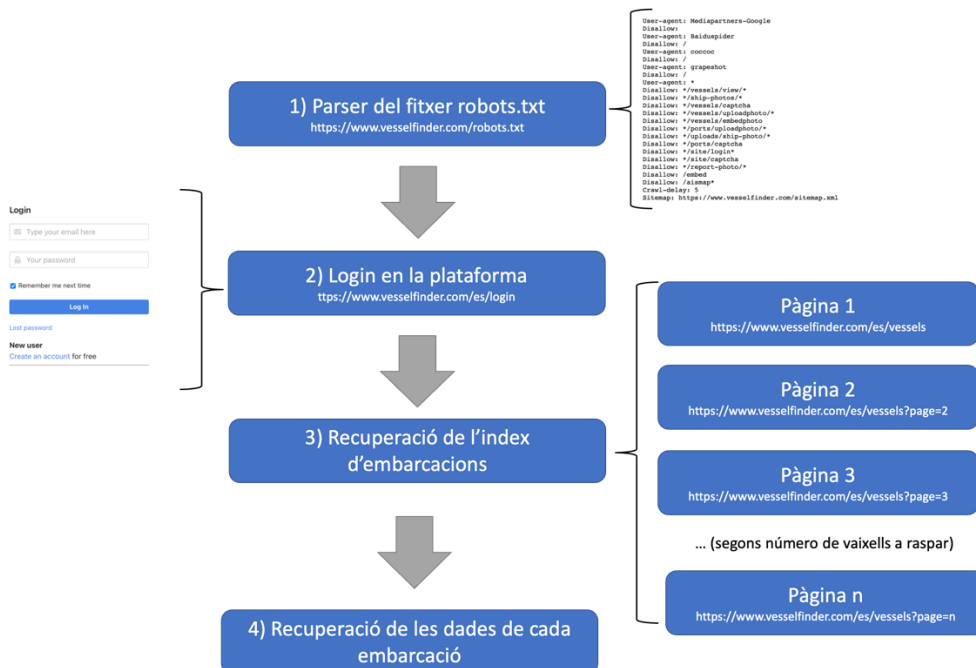 1) Parser del fitxer robots.txt
https://www.vesselfinder.com/robots.txt
User-agent: Mediapartners-Google
Disallow:
User-agent: Baiduspider
Disallow: /
User-agent: coccoc
Disallow: /
User-agent: grapeshot
Disallow: /
User-agent: *
Disallow: */vessels/view/*
Disallow: */ship-photos/*
Disallow: */vessels/captcha
Disallow: */vessels/uploadphoto/*
Disallow: */vessels/embedphoto
Disallow: */ports/uploadphoto/*
Disallow: */uploads/ship-photo/*
Disallow: */ports/captcha
Disallow: */site/login*
Disallow: */site/captcha
Disallow: */report-photo/*
Disallow: /embed
Disallow: /aismap*
Crawl-delay: 5
Sitemap: https://www.vesselfinder.com/sitemap.xml
Login
Type your email here
Your password
Remember me next time
Log In
Lost password
New user
Create an account for free
2) Login en la plataforma
ttps://www.vesselfinder.com/es/login
3) Recuperació de l’index
d’embarcacions
Pàgina 1
https://www.vesselfinder.com/es/vessels
Pàgina 2
https://www.vesselfinder.com/es/vessels?page=2
Pàgina 3
https://www.vesselfinder.com/es/vessels?page=3
... (segons número de vaixells a raspar)
Pàgina n
https://www.vesselfinder.com/es/vessels?page=n
4) Recuperació de les dades de cada
embarcació